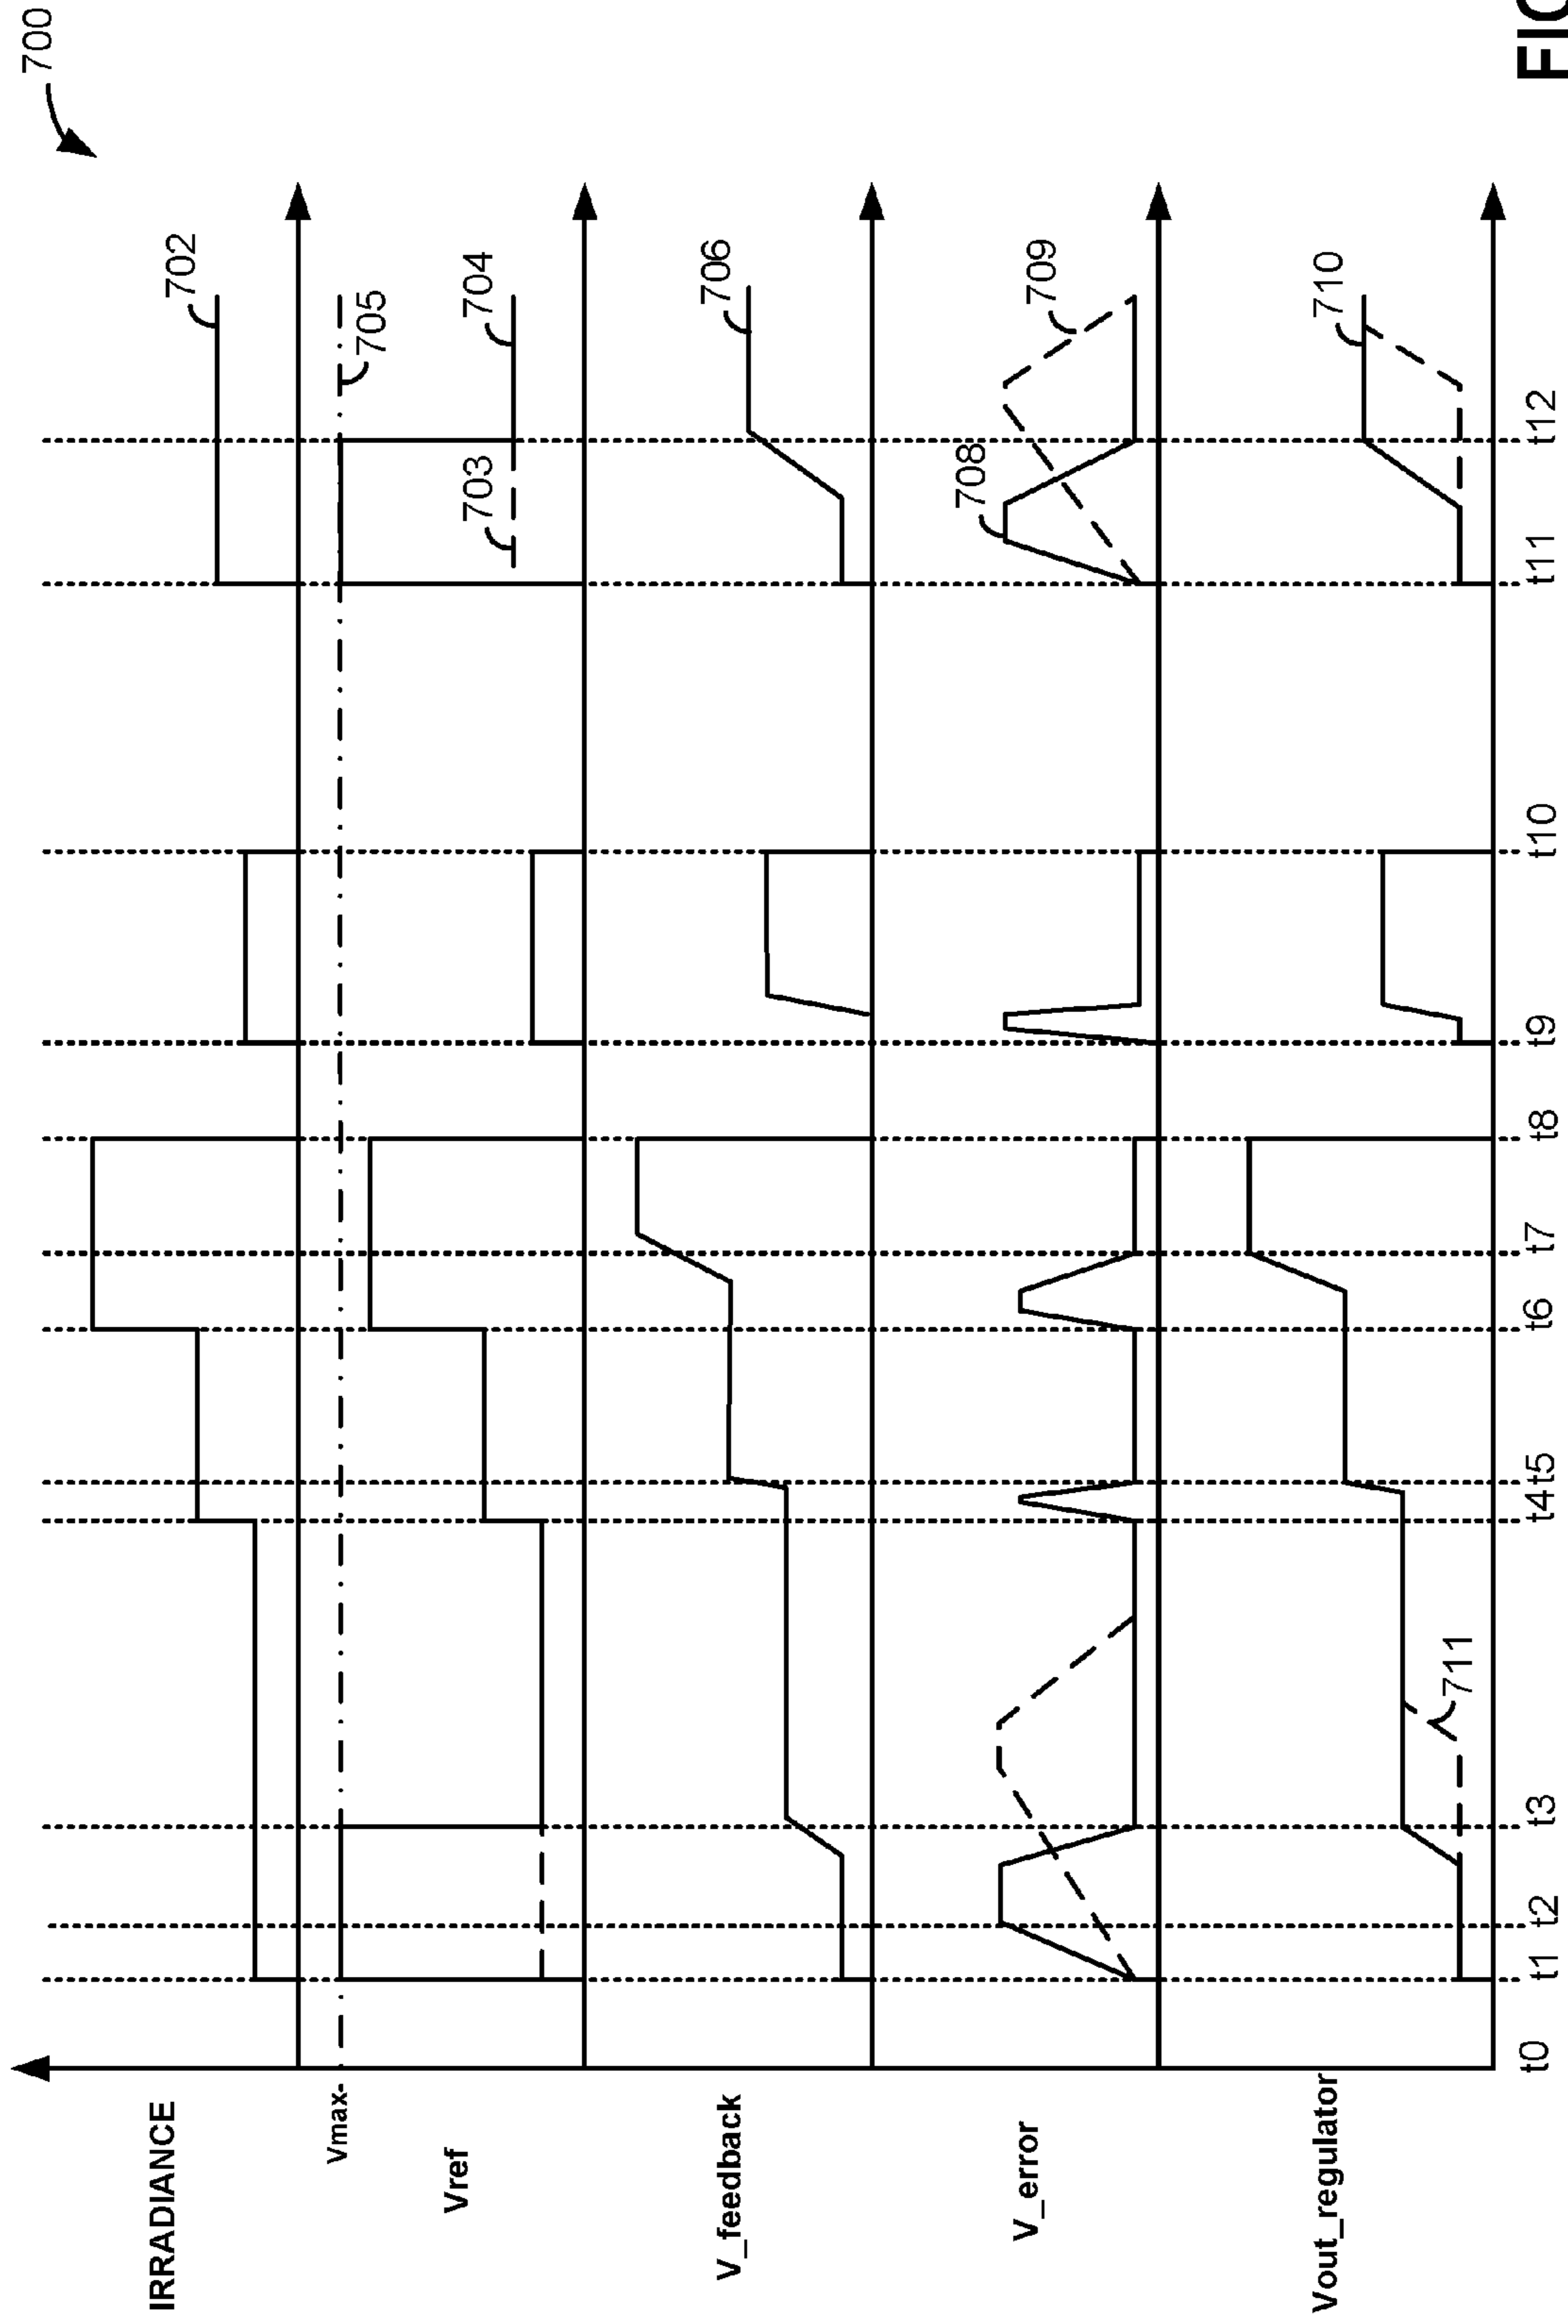 700
IRRADIANCE
702
Vmax
705
Vref
703
704
V_feedback
706
V_error
708
709
Vout_regulator
711
710
t0 t1 t2 t3 t4 t5 t6 t7 t8 t9 t10 t11 t12